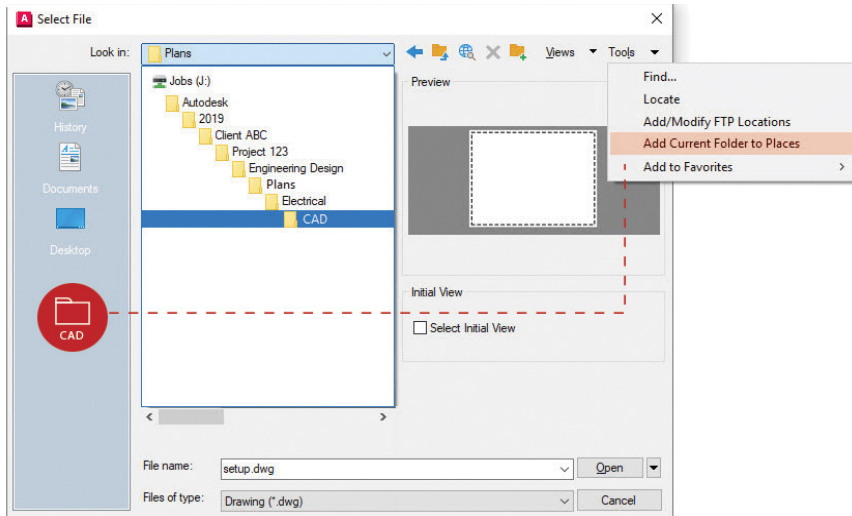 Select File
Look in:
Plans
Views
Tools
Find...
Locate
Add/Modify FTP Locations
Add Current Folder to Places
Add to Favorites
History
Documents
Desktop
CAD
Jobs (J:)
Autodesk
2019
Client ABC
Project 123
Engineering Design
Plans
Electrical
CAD
Preview
Initial View
Select Initial View
File name:
setup.dwg
Open
Files of type:
Drawing (*.dwg)
Cancel